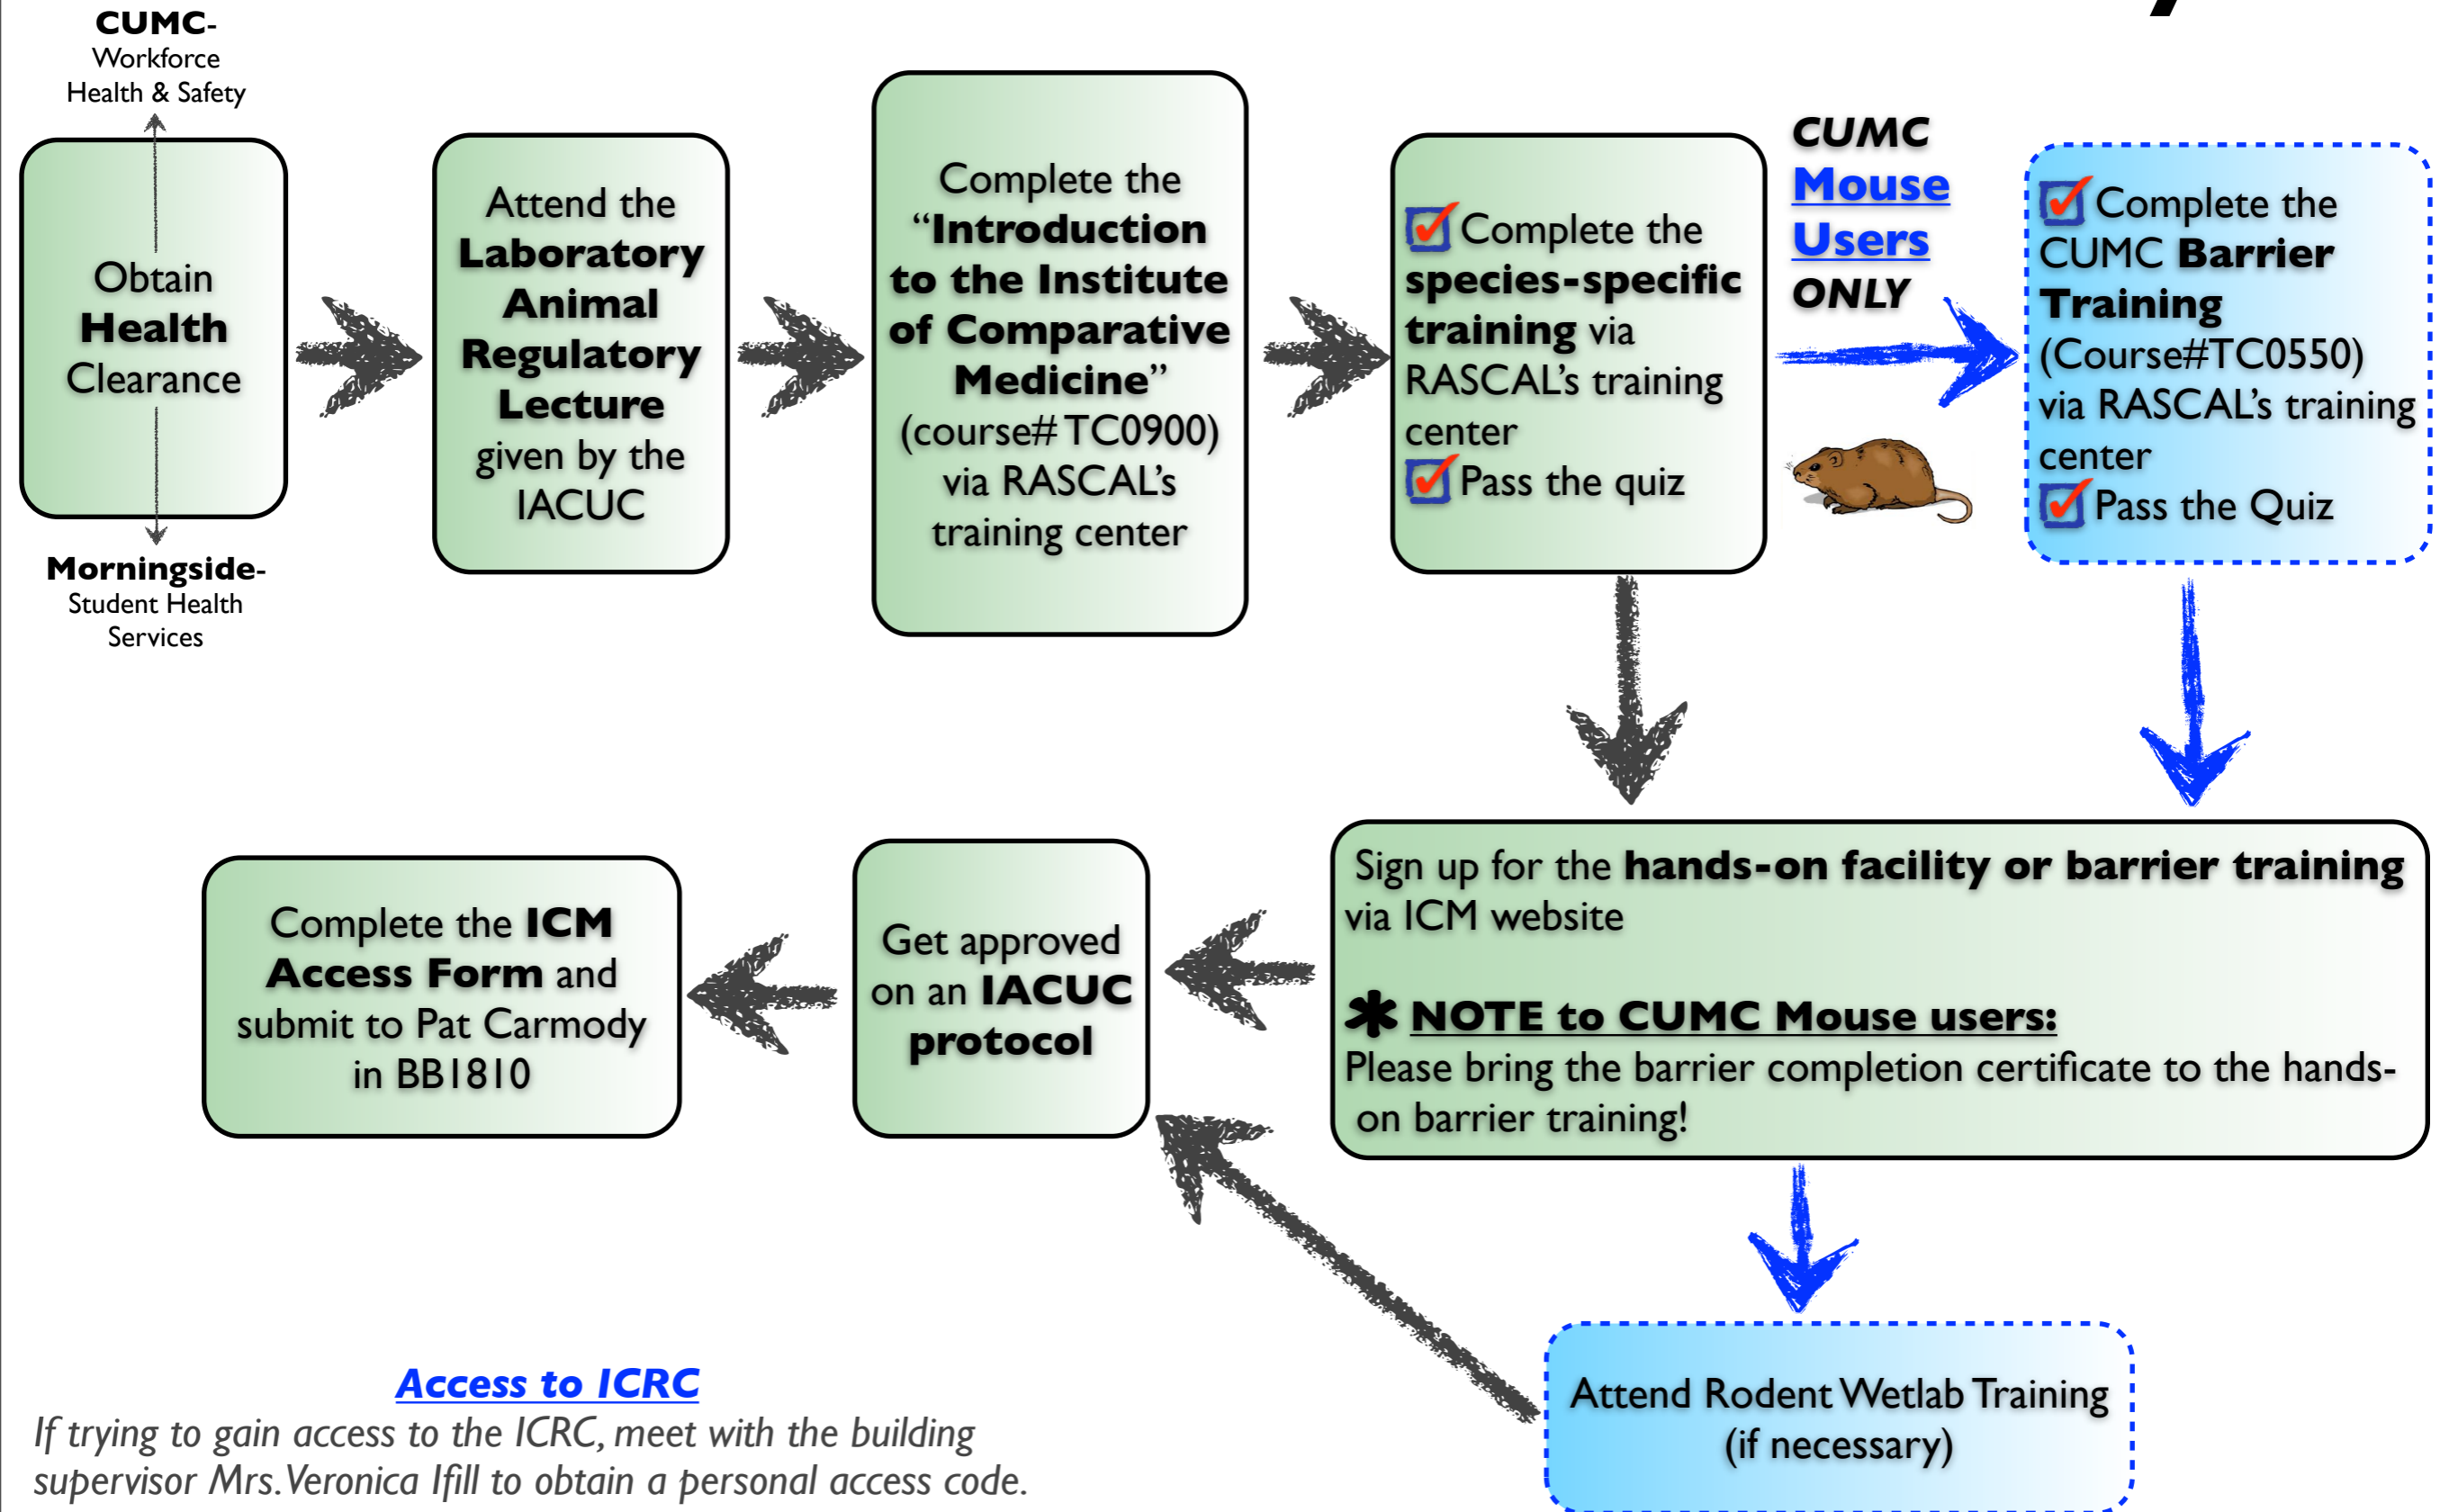 CUMC-
Workforce
Health & Safety
Obtain
Health
Clearance
Morningside-
Student Health
Services
Attend the
Laboratory
Animal
Regulatory
Lecture
given by the
IACUC
Complete the
“Introduction
to the Institute
of Comparative
Medicine”
(course# TC0900)
via RASCAL’s
training center
Complete the
species-specific
training via
RASCAL’s training
center
Pass the quiz
CUMC
Mouse
Users
ONLY
Complete the
CUMC Barrier
Training
(Course#TC0550)
via RASCAL’s training
center
Pass the Quiz
Sign up for the hands-on facility or barrier training
via ICM website
✱ NOTE to CUMC Mouse users:
Please bring the barrier completion certificate to the hands-
on barrier training!
Get approved
on an IACUC
protocol
Complete the ICM
Access Form and
submit to Pat Carmody
in BB1810
Attend Rodent Wetlab Training
(if necessary)
Access to ICRC
If trying to gain access to the ICRC, meet with the building
supervisor Mrs. Veronica Ifill to obtain a personal access code.